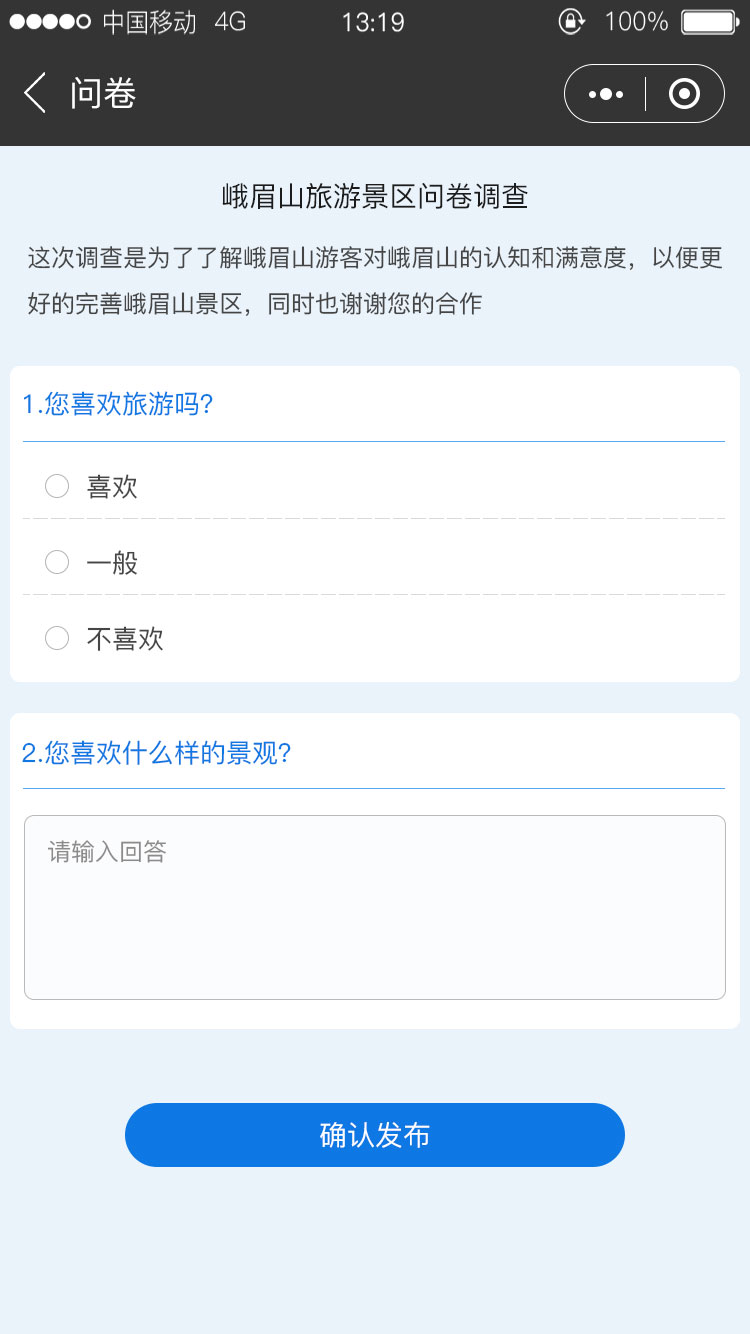 中国移动 4G 13:19 100%
问卷
峨眉山旅游景区问卷调查
这次调查是为了了解峨眉山游客对峨眉山的认知和满意度，以便更
好的完善峨眉山景区，同时也谢谢您的合作
1.您喜欢旅游吗?
喜欢
一般
不喜欢
2.您喜欢什么样的景观?
请输入回答
确认发布